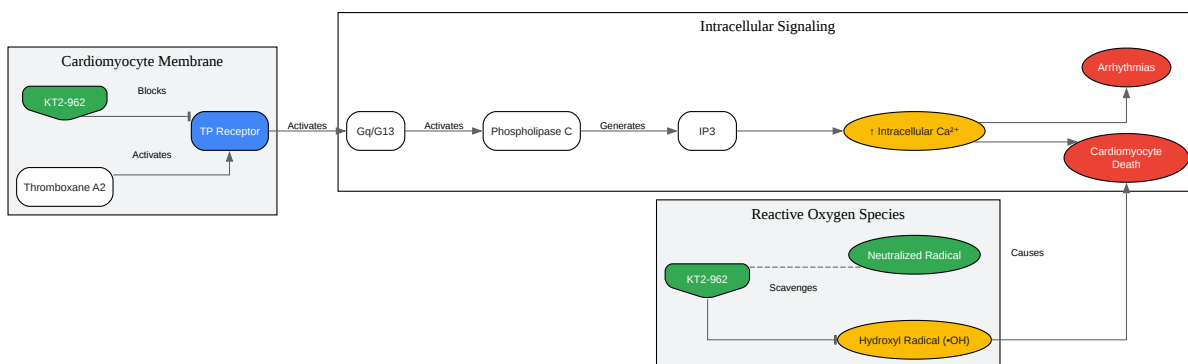 Intracellular Signaling
Cardiomyocyte Membrane
KT2-962
Blocks
TP Receptor
Activates
Thromboxane A2
Activates
Gq/G13
Activates
Phospholipase C
Generates
IP3
↑ Intracellular Ca²⁺
Arrhythmias
Cardiomyocyte
Death
Reactive Oxygen Species
KT2-962
Neutralized Radical
Scavenges
Hydroxyl Radical (•OH)
Causes